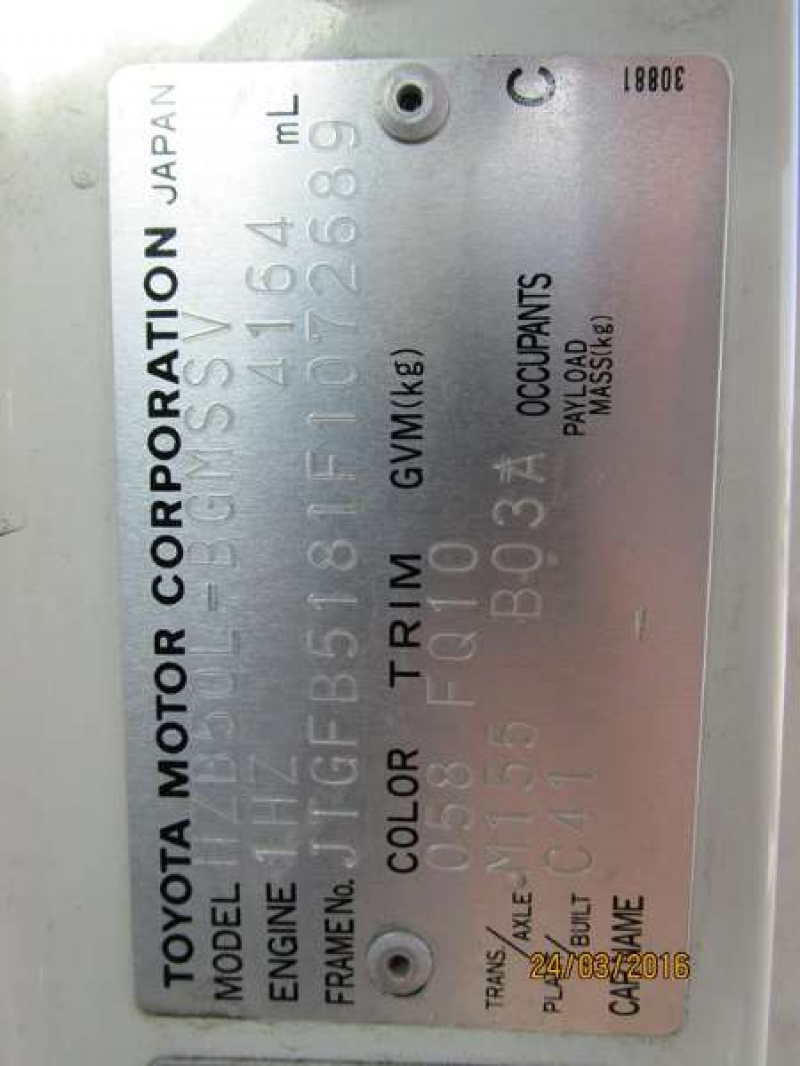 TOYOTA MOTOR CORPORATION JAPAN
MODEL HZB50L-BGMSSV
ENGINE 1HZ 4164 mL
FRAME No. JTGFB5181F1072689
COLOR TRIM GVM(kg)
058 FQ10
TRANS/AXLE M155 B03A OCCUPANTS C
PLANT/BUILT C41 PAYLOAD MASS(kg)
CAR NAME -
30881
24/03/2016